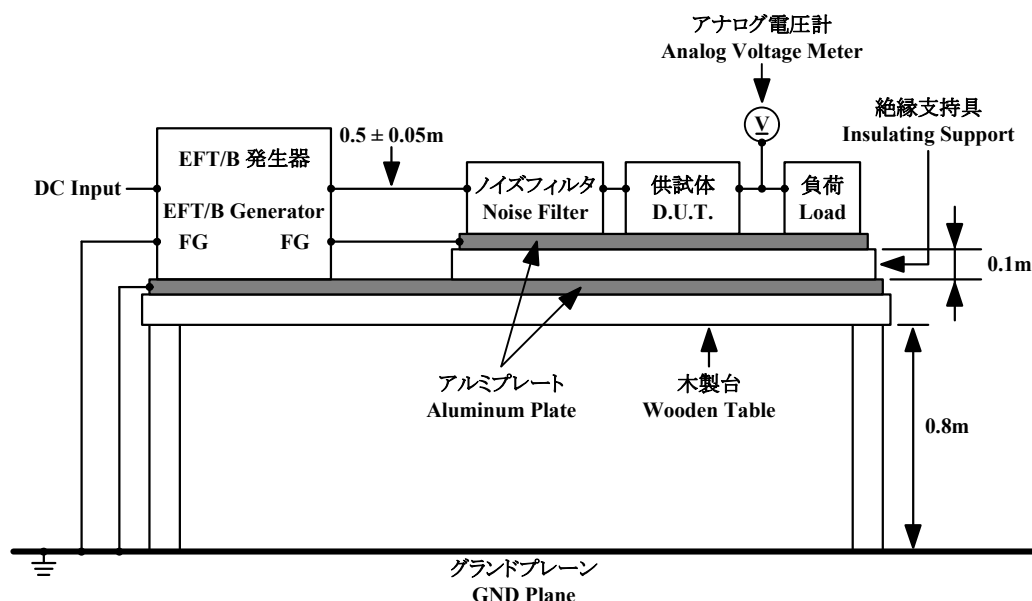 アナログ電圧計
Analog Voltage Meter
絶縁支持具
Insulating Support
0.5 ± 0.05m
EFT/B 発生器
EFT/B Generator
FG FG
DC Input
ノイズフィルタ
Noise Filter
供試体
D.U.T.
V
負荷
Load
0.1m
アルミプレート
Aluminum Plate
木製台
Wooden Table
0.8m
グランドプレーン
GND Plane